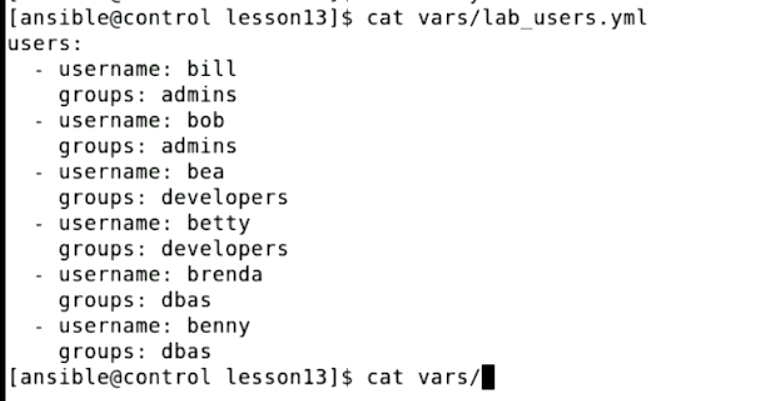 [ansible@control lesson13]$ cat vars/lab_users.yml
users:
  - username: bill
    groups: admins
  - username: bob
    groups: admins
  - username: bea
    groups: developers
  - username: betty
    groups: developers
  - username: brenda
    groups: dbas
  - username: benny
    groups: dbas
[ansible@control lesson13]$ cat vars/